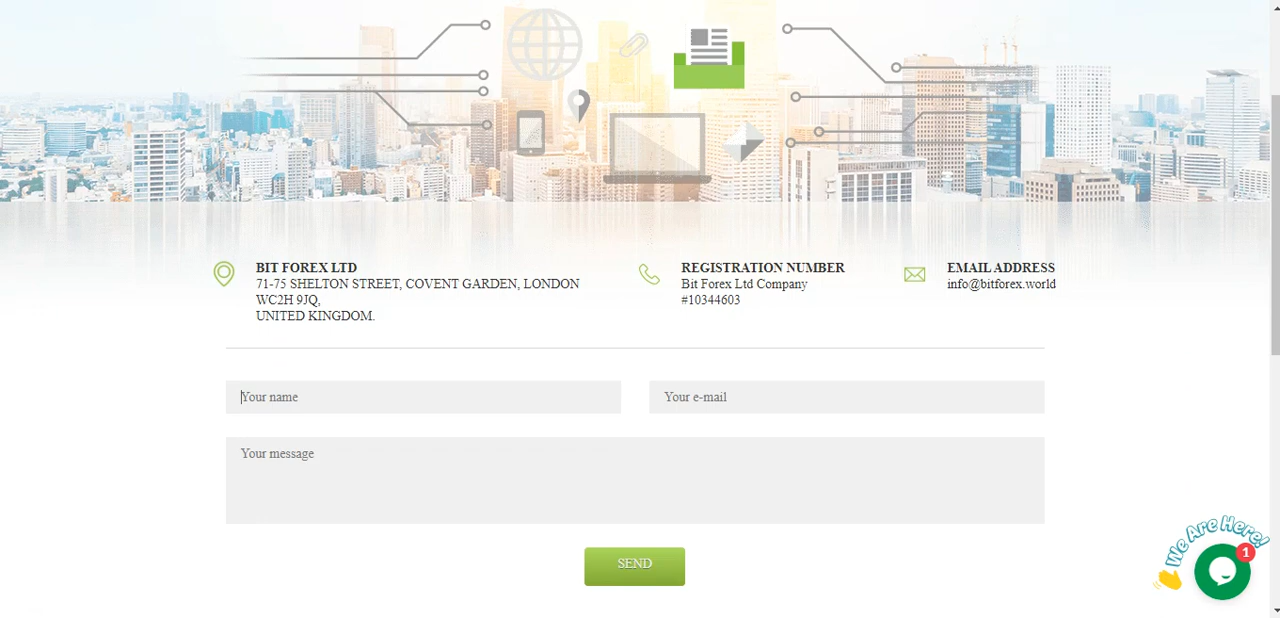 BIT FOREX LTD
71-75 SHELTON STREET, COVENT GARDEN, LONDON
WC2H 9JQ,
UNITED KINGDOM.
REGISTRATION NUMBER
Bit Forex Ltd Company
#10344603
EMAIL ADDRESS
info@bitforex.world
Your name
Your e-mail
Your message
SEND
We Are Here!
1